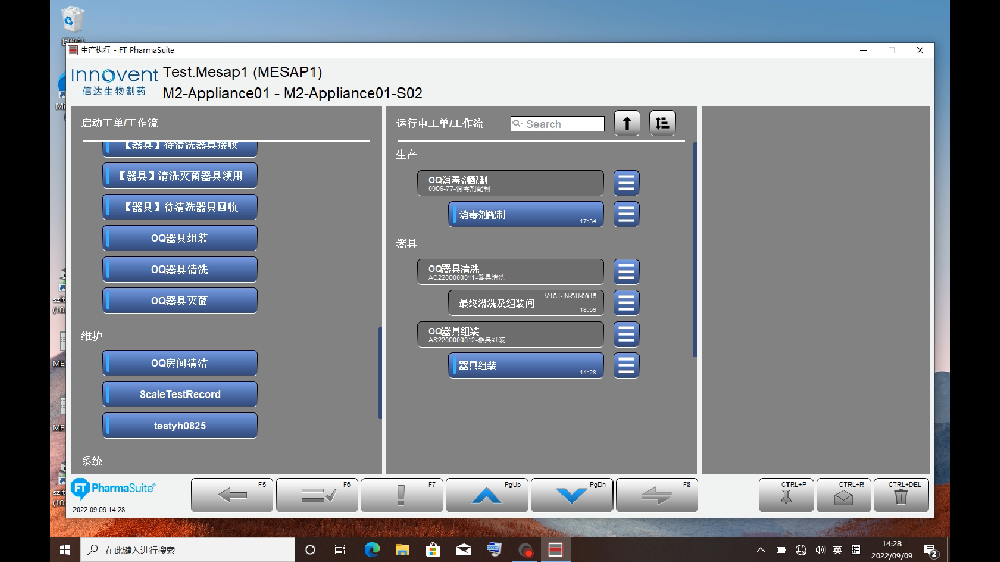 回收站
生产执行 - FT PharmaSuite
Innovent
信达生物制药
Test.Mesap1 (MESAP1)
M2-Appliance01 - M2-Appliance01-S02
启动工单/工作流
【器具】待清洗器具接收
【器具】清洗灭菌器具领用
【器具】待清洗器具回收
OQ器具组装
OQ器具清洗
OQ器具灭菌
维护
OQ房间清洁
ScaleTestRecord
testyh0825
系统
运行中工单/工作流
Search
生产
OQ消毒剂配制
0906-77-消毒剂配制
消毒剂配制
17:34
器具
OQ器具清洗
AC2200000011-器具清洗
最终淋洗及组装间
V1C1-IN-SU-0015
18:59
OQ器具组装
AS2200000012-器具组装
器具组装
14:28
FT PharmaSuite
2022.09.09 14:28
F5
F6
F7
PgUp
PgDn
F8
CTRL+P
CTRL+R
CTRL+DEL
在此键入进行搜索
英
拼
14:28
2022/09/09
2